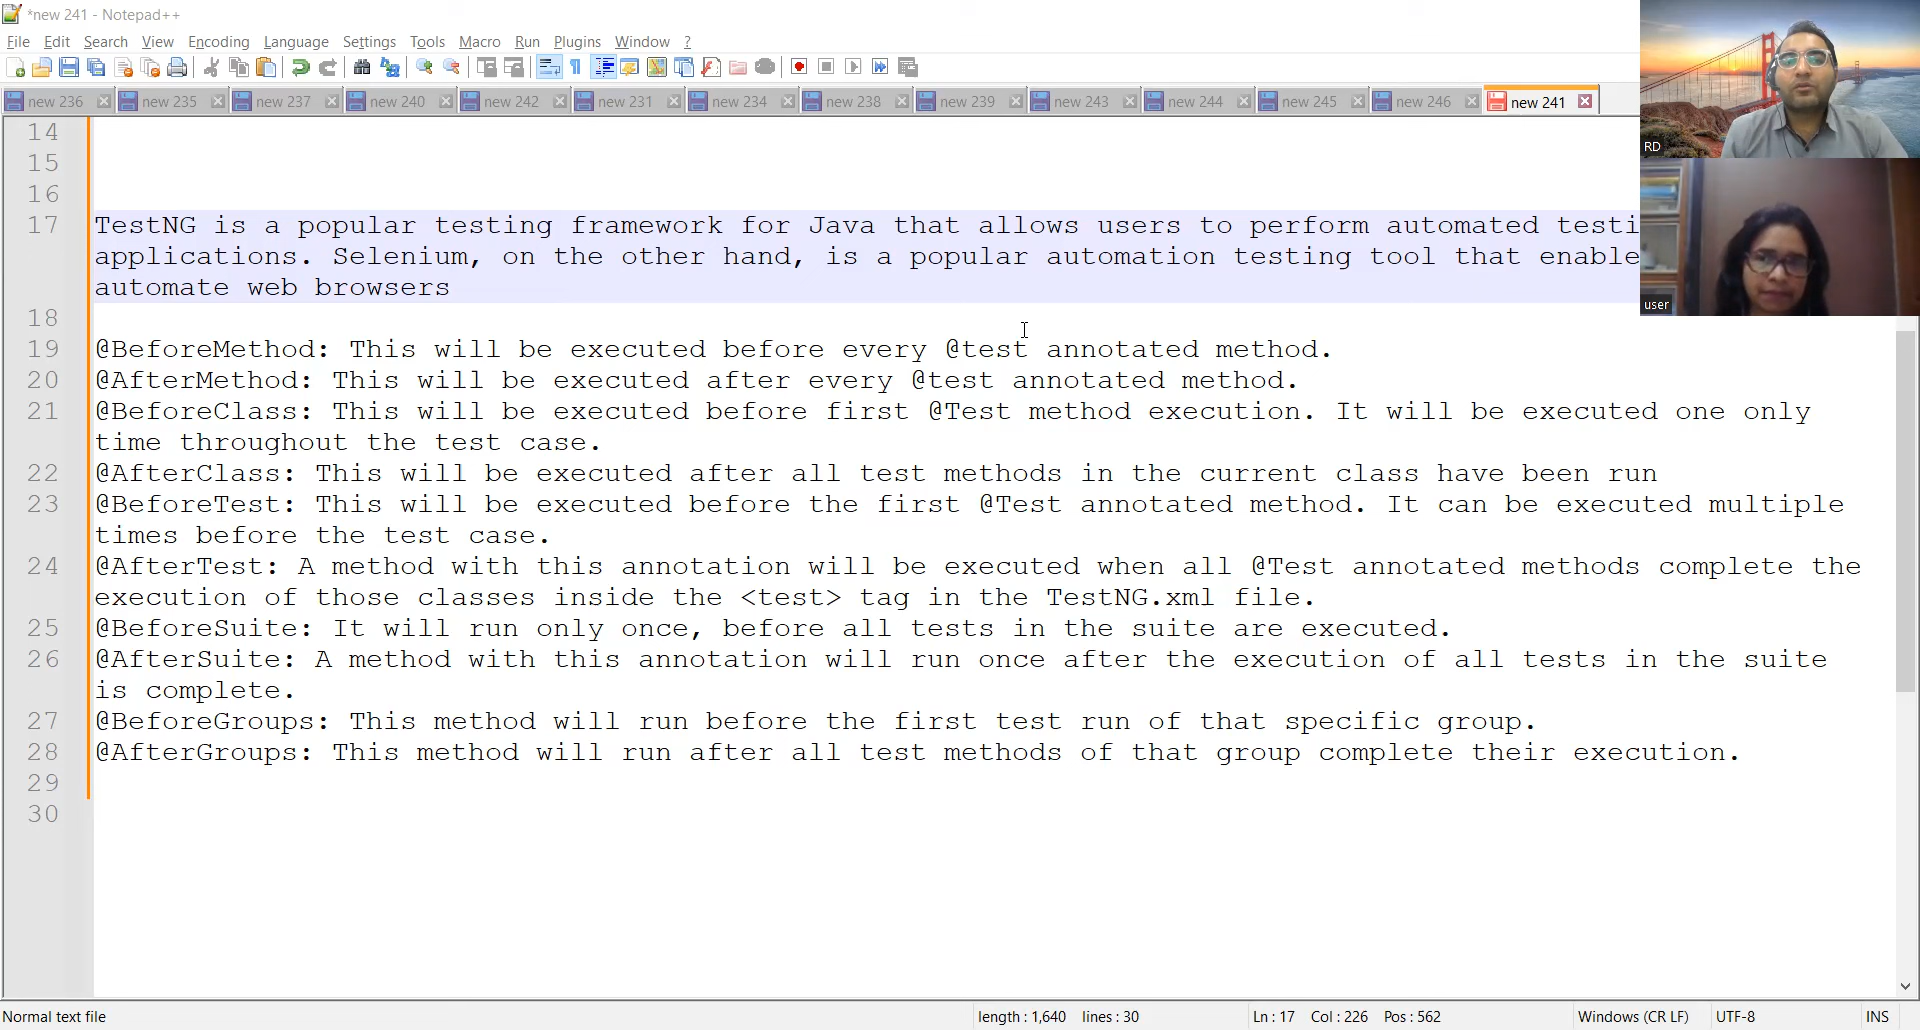 *new 241 - Notepad++
File Edit Search View Encoding Language Settings Tools Macro Run Plugins Window ?
new 236 new 235 new 237 new 240 new 242 new 231 new 234 new 238 new 239 new 243 new 244 new 245 new 246 new 241
RD
user
14
15
16
17 TestNG is a popular testing framework for Java that allows users to perform automated testi
applications. Selenium, on the other hand, is a popular automation testing tool that enable
automate web browsers
18
19 @BeforeMethod: This will be executed before every @test annotated method.
20 @AfterMethod: This will be executed after every @test annotated method.
21 @BeforeClass: This will be executed before first @Test method execution. It will be executed one only
time throughout the test case.
22 @AfterClass: This will be executed after all test methods in the current class have been run
23 @BeforeTest: This will be executed before the first @Test annotated method. It can be executed multiple
times before the test case.
24 @AfterTest: A method with this annotation will be executed when all @Test annotated methods complete the
execution of those classes inside the <test> tag in the TestNG.xml file.
25 @BeforeSuite: It will run only once, before all tests in the suite are executed.
26 @AfterSuite: A method with this annotation will run once after the execution of all tests in the suite
is complete.
27 @BeforeGroups: This method will run before the first test run of that specific group.
28 @AfterGroups: This method will run after all test methods of that group complete their execution.
29
30
Normal text file length : 1,640 lines : 30 Ln : 17 Col : 226 Pos : 562 Windows (CR LF) UTF-8 INS